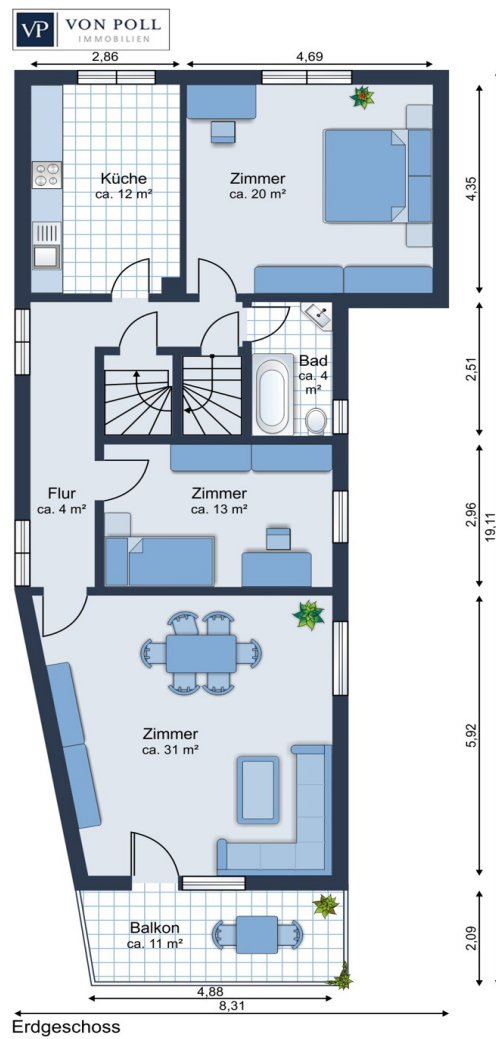 VP VON POLL
IMMOBILIEN
2,86
4,69
Küche
ca. 12 m²
Zimmer
ca. 20 m²
4,35
Bad
ca. 4
m²
2,51
Flur
ca. 4 m²
Zimmer
ca. 13 m²
2,96
19,11
Zimmer
ca. 31 m²
5,92
Balkon
ca. 11 m²
2,09
4,88
8,31
Erdgeschoss